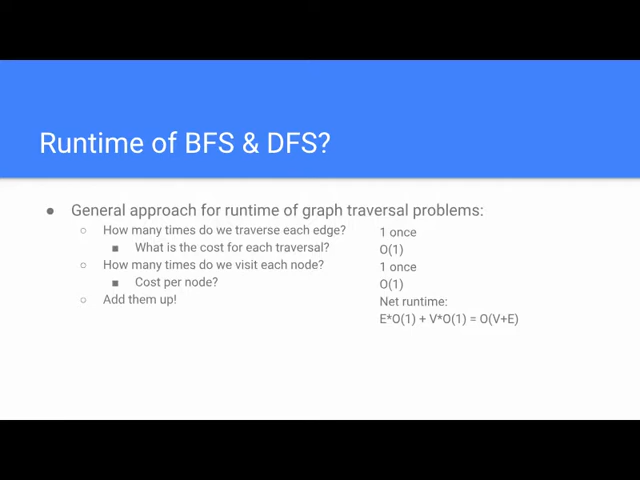 Runtime of BFS & DFS?
● General approach for runtime of graph traversal problems:
○ How many times do we traverse each edge? 1 once
■ What is the cost for each traversal? O(1)
○ How many times do we visit each node? 1 once
■ Cost per node? O(1)
○ Add them up! Net runtime:
E*O(1) + V*O(1) = O(V+E)